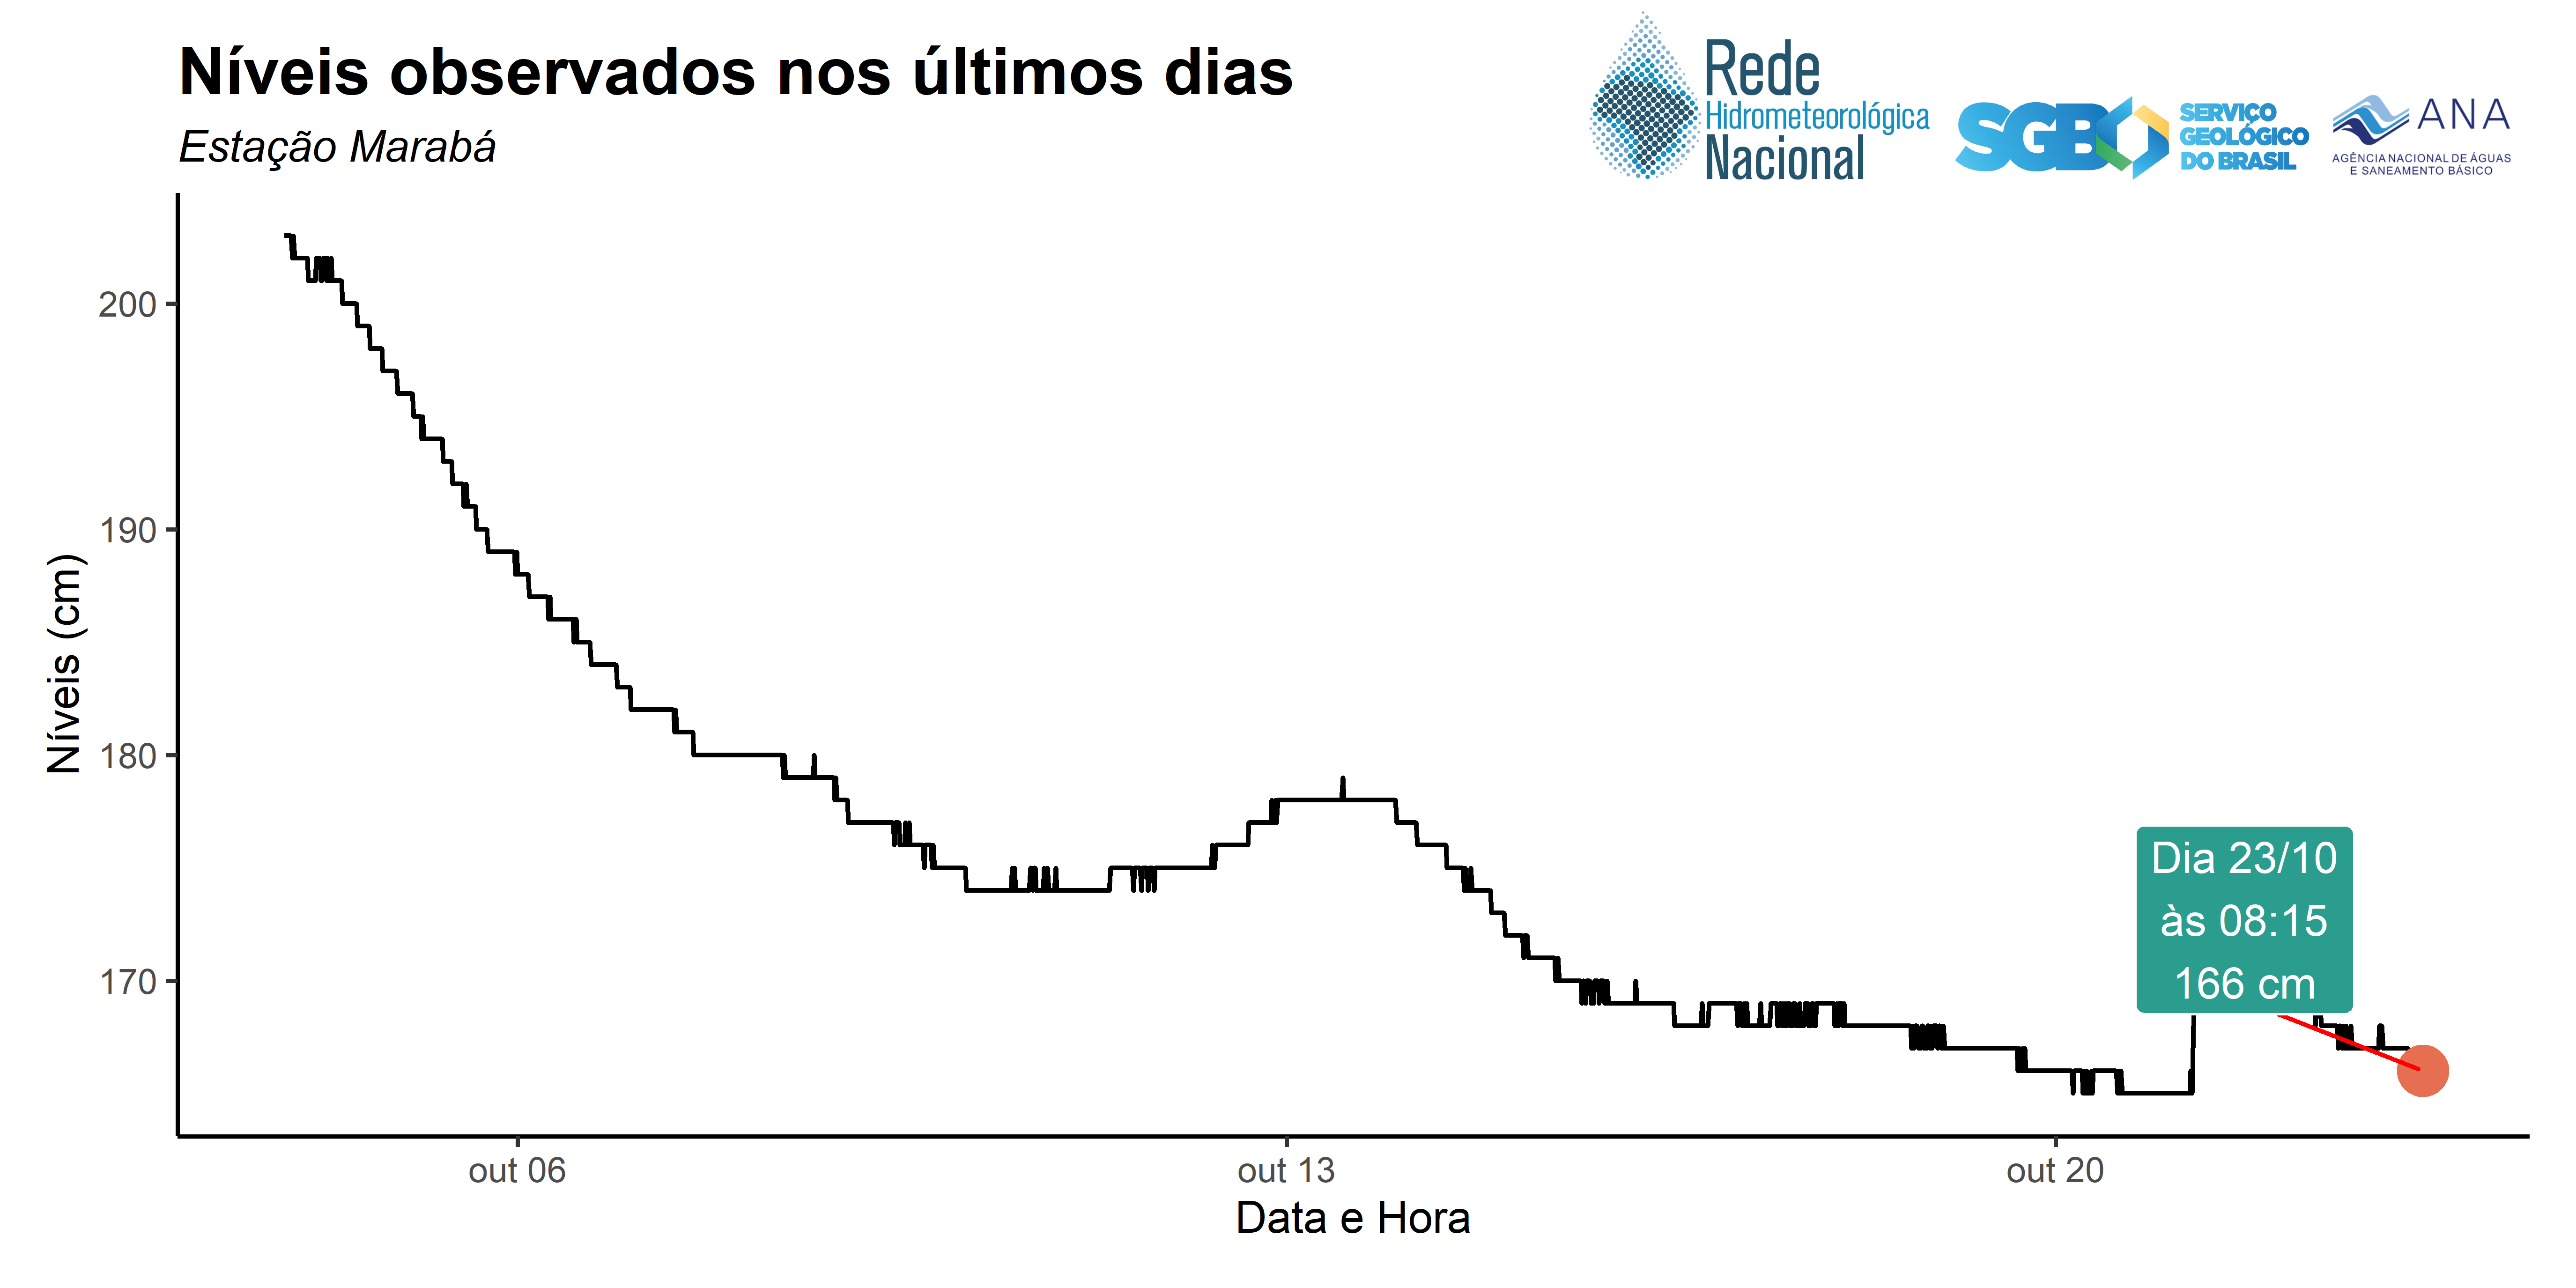 Níveis observados nos últimos dias
Estação Marabá
Rede
Hidrometeorológica
Nacional
SGB
SERVIÇO
GEOLÓGICO
DO BRASIL
ANA
AGÊNCIA NACIONAL DE ÁGUAS
E SANEAMENTO BÁSICO
Níveis (cm)
200
190
180
170
Dia 23/10
às 08:15
166 cm
out 06
out 13
out 20
Data e Hora